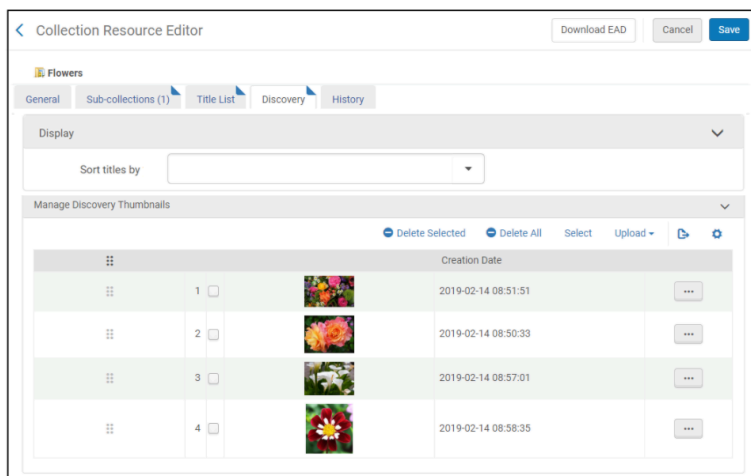 Collection Resource Editor
Download EAD
Cancel
Save
Flowers
General
Sub-collections (1)
Title List
Discovery
History
Display
Sort titles by
Manage Discovery Thumbnails
Delete Selected
Delete All
Select
Upload
Creation Date
1
2019-02-14 08:51:51
2
2019-02-14 08:50:33
3
2019-02-14 08:57:01
4
2019-02-14 08:58:35